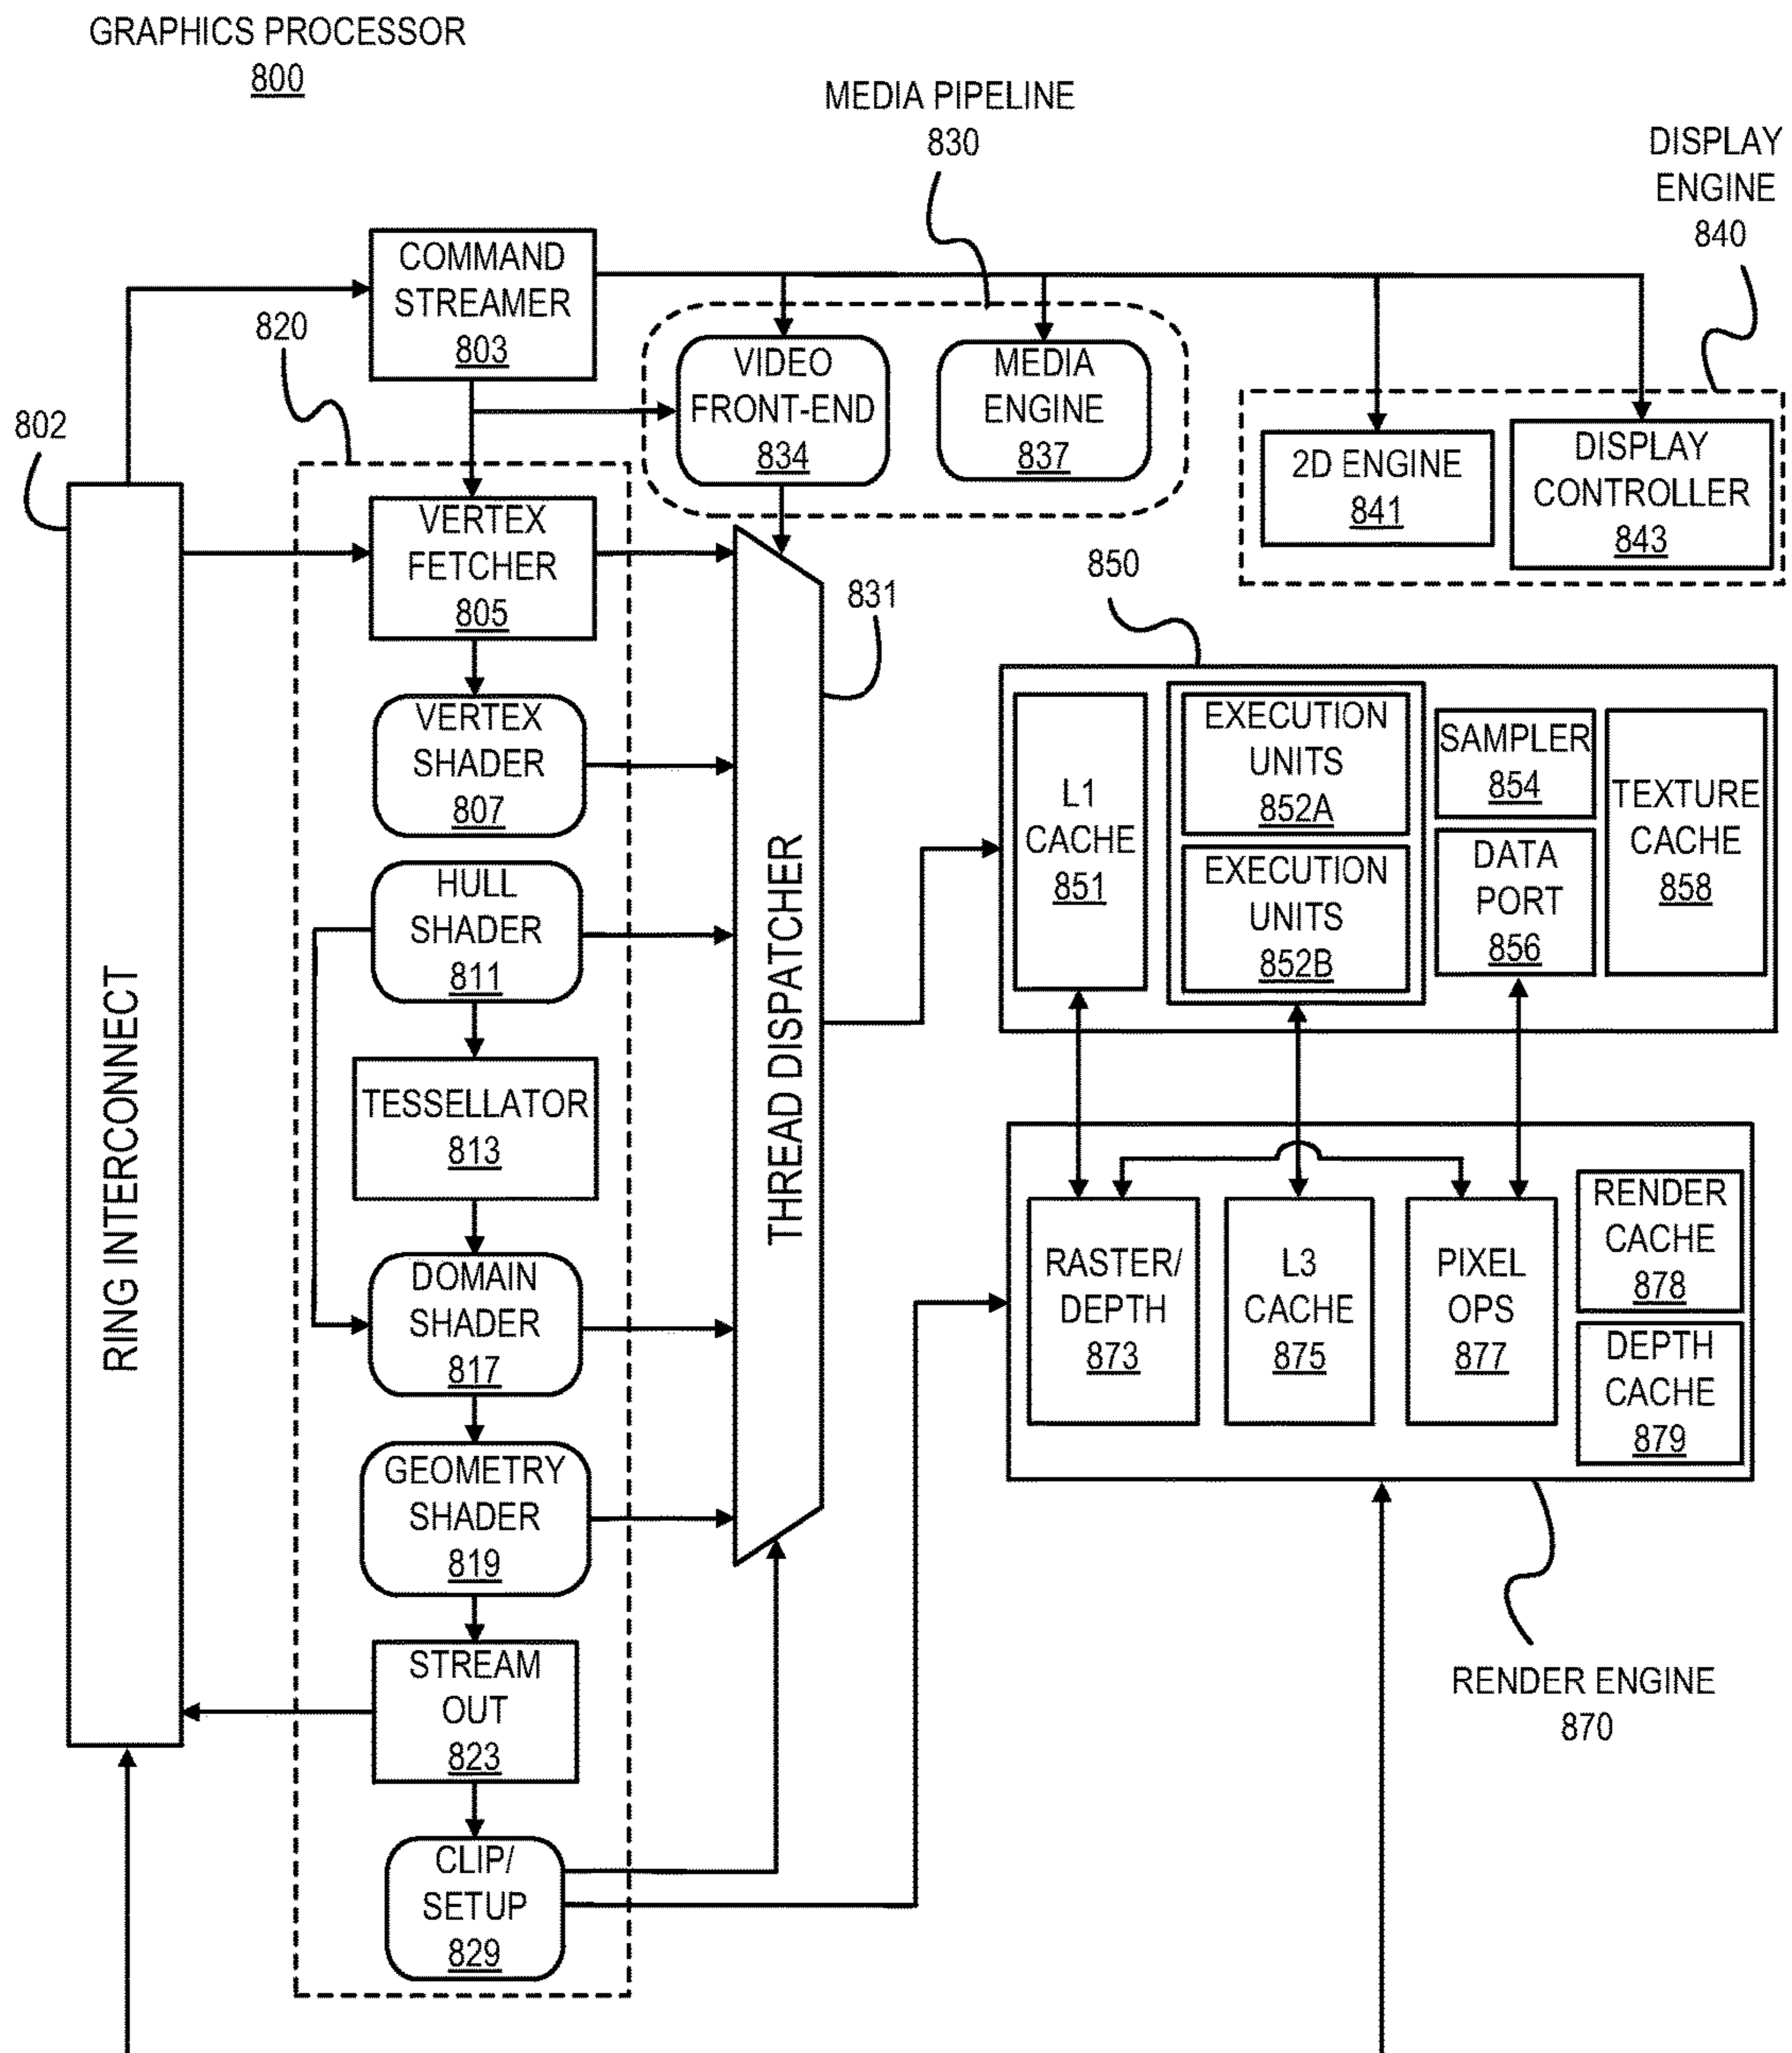 GRAPHICS PROCESSOR
800
MEDIA PIPELINE
830
DISPLAY
ENGINE
840
COMMAND
STREAMER
803
820
802
VIDEO
FRONT-END
834
MEDIA
ENGINE
837
2D ENGINE
841
DISPLAY
CONTROLLER
843
RING INTERCONNECT
VERTEX
FETCHER
805
VERTEX
SHADER
807
HULL
SHADER
811
TESSELLATOR
813
DOMAIN
SHADER
817
GEOMETRY
SHADER
819
STREAM
OUT
823
CLIP/
SETUP
829
THREAD DISPATCHER
831
850
L1
CACHE
851
EXECUTION
UNITS
852A
EXECUTION
UNITS
852B
SAMPLER
854
DATA
PORT
856
TEXTURE
CACHE
858
RASTER/
DEPTH
873
L3
CACHE
875
PIXEL
OPS
877
RENDER
CACHE
878
DEPTH
CACHE
879
RENDER ENGINE
870